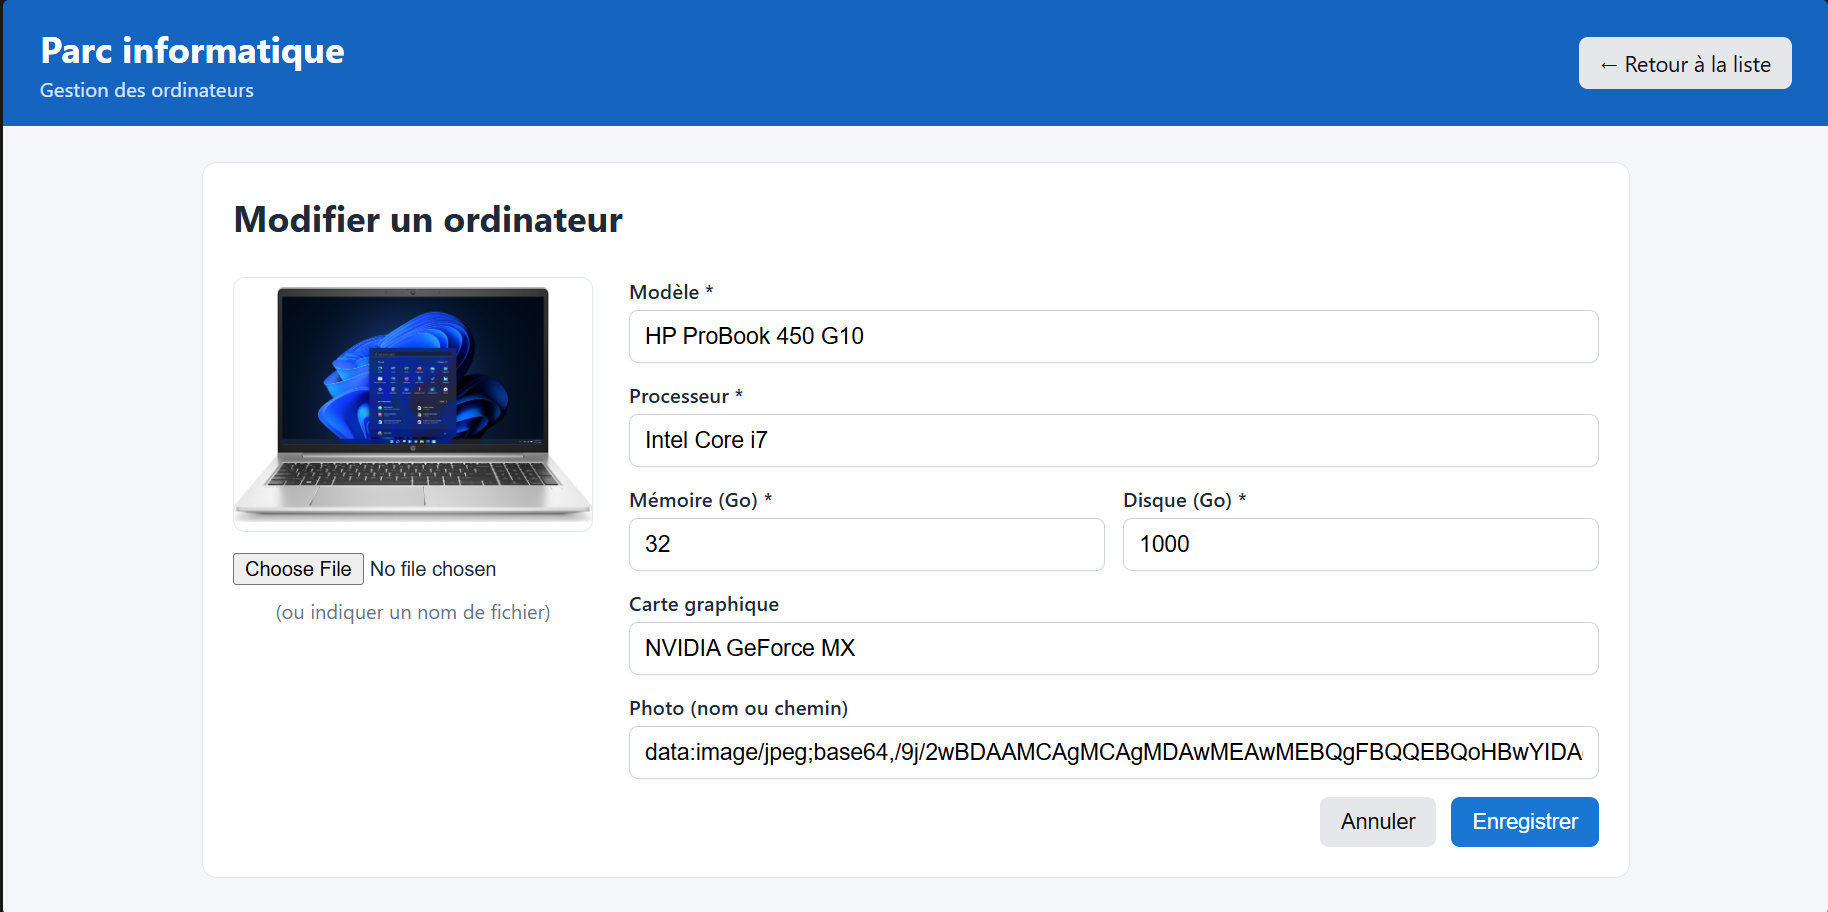 Parc informatique
Gestion des ordinateurs
← Retour à la liste
Modifier un ordinateur
Modèle *
HP ProBook 450 G10
Processeur *
Intel Core i7
Mémoire (Go) *
Disque (Go) *
32
1000
Choose File No file chosen
(ou indiquer un nom de fichier)
Carte graphique
NVIDIA GeForce MX
Photo (nom ou chemin)
data:image/jpeg;base64,/9j/2wBDAAMCAgMCAgMDAwMEAwMEBQgFBQQEBQoHBwYIDA
Annuler
Enregistrer